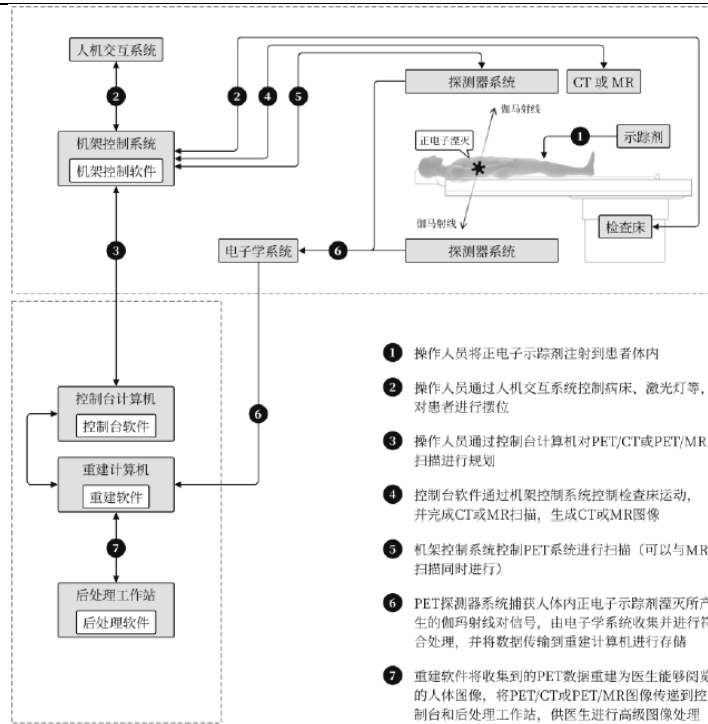 人机交互系统
2
机架控制系统
机架控制软件
2
4
5
探测器系统
CT 或 MR
伽马射线
正电子湮灭
1
示踪剂
伽马射线
检查床
3
电子学系统
6
探测器系统
控制台计算机
控制台软件
6
重建计算机
重建软件
7
后处理工作站
后处理软件
1 操作人员将正电子示踪剂注射到患者体内
2 操作人员通过人机交互系统控制病床、激光灯等，
对患者进行摆位
3 操作人员通过控制台计算机对PET/CT或PET/MR
扫描进行规划
4 控制台软件通过机架控制系统控制检查床运动，
并完成CT或MR扫描，生成CT或MR图像
5 机架控制系统控制PET系统进行扫描（可以与MR
扫描同时进行）
6 PET探测器系统捕获人体内正电子示踪剂湮灭所产
生的伽玛射线对信号，由电子学系统收集并进行符
合处理，并将数据传输到重建计算机进行存储
7 重建软件将收集到的PET数据重建为医生能够阅览
的人体图像，将PET/CT或PET/MR图像传递到控
制台和后处理工作站，供医生进行高级图像处理